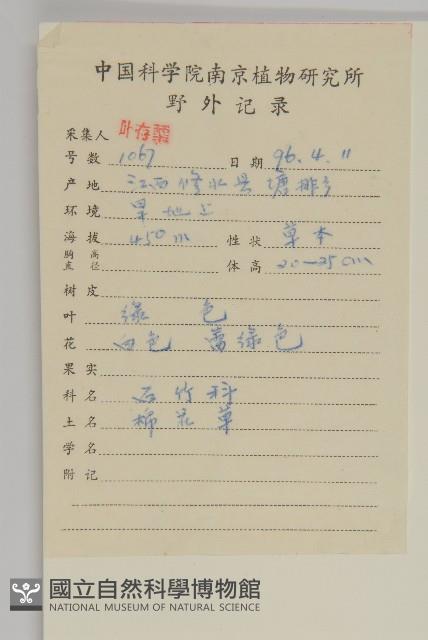 中国科学院南京植物研究所
野外记录
采集人 叶存粟
号数 1067 日期 96.4.11
产地 江西修水县塘排乡
环境 旱地上
海拔 450m 性状 草本
胸高直径 体高 20—25cm
树皮
叶 绿色
花 白色 蕾绿色
果实
科名 石竹科
土名 棉花草
学名
附记
國立自然科學博物館
NATIONAL MUSEUM OF NATURAL SCIENCE